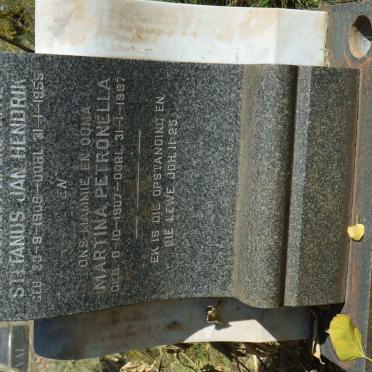 STEFANUS JAN HENDRIK
GEB. 23-9-1909 — OORL. 31-1-1955
EN
ONS MAMMIE EN OUMA
MARTINA PETRONELLA
GEB. 8-10-1907 — OORL. 31-1-1987
EK IS DIE OPSTANDING EN
DIE LEWE JOH. 11:25.